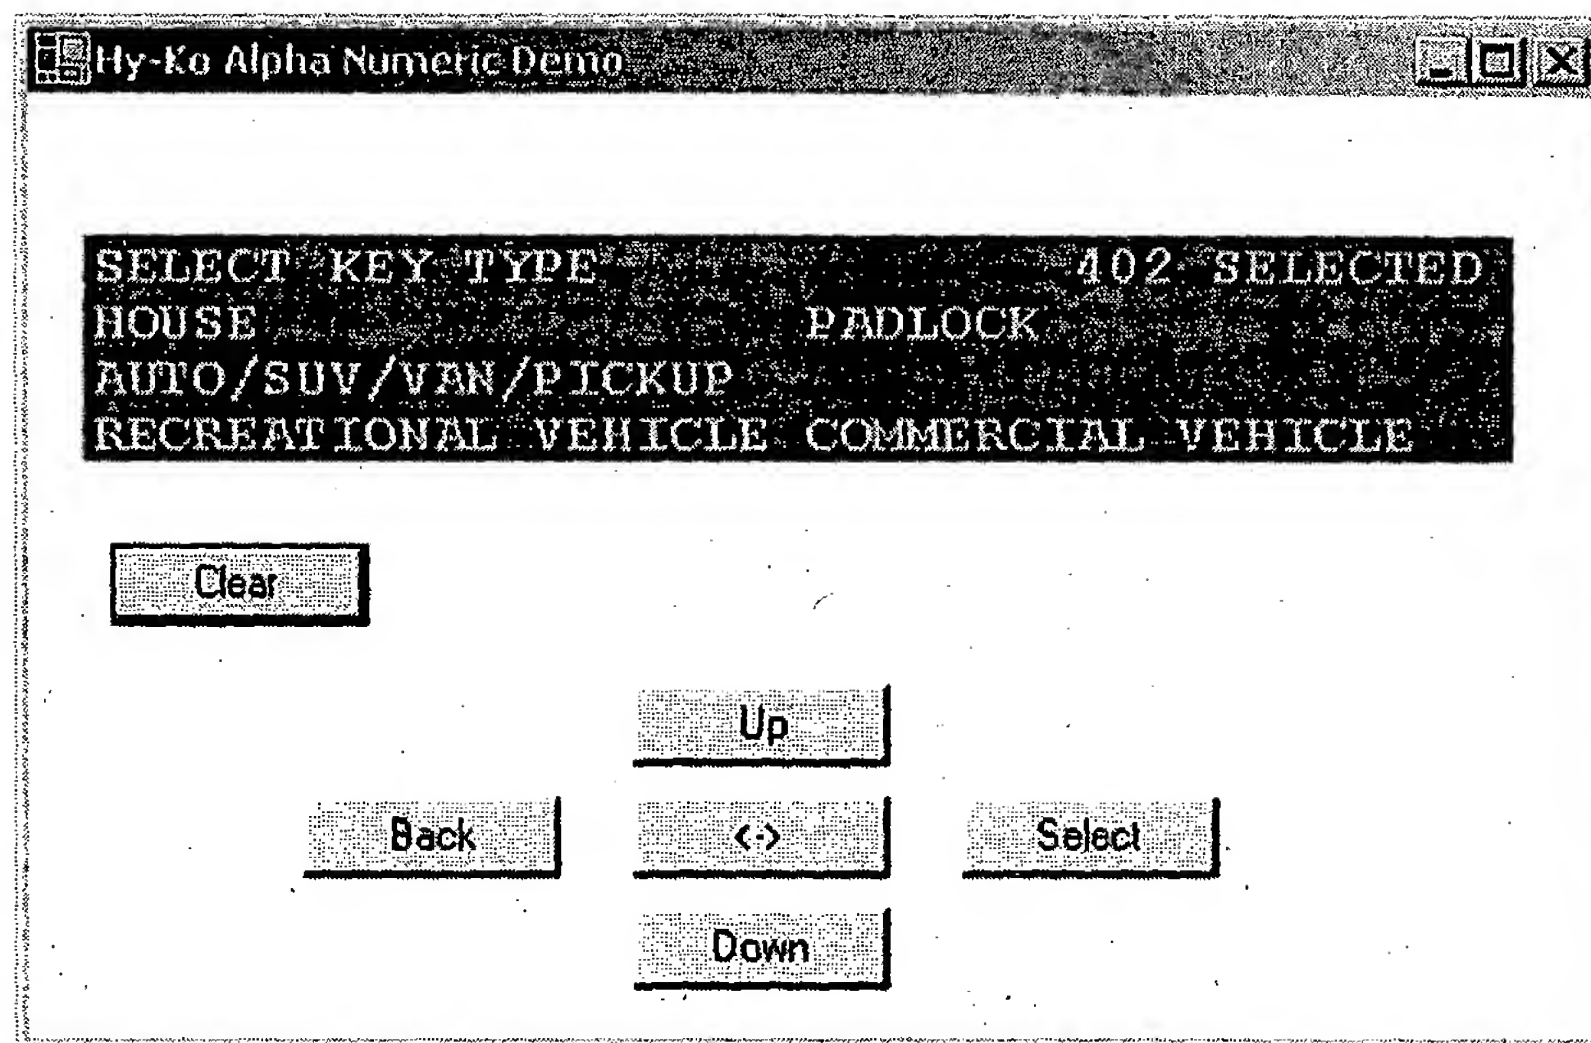 Hy-Ko Alpha Numeric Demo
SELECT KEY TYPE 402 SELECTED
HOUSE PADLOCK
AUTO/SUV/VAN/PICKUP
RECREATIONAL VEHICLE COMMERCIAL VEHICLE
Clear
Up
Back <-> Select
Down